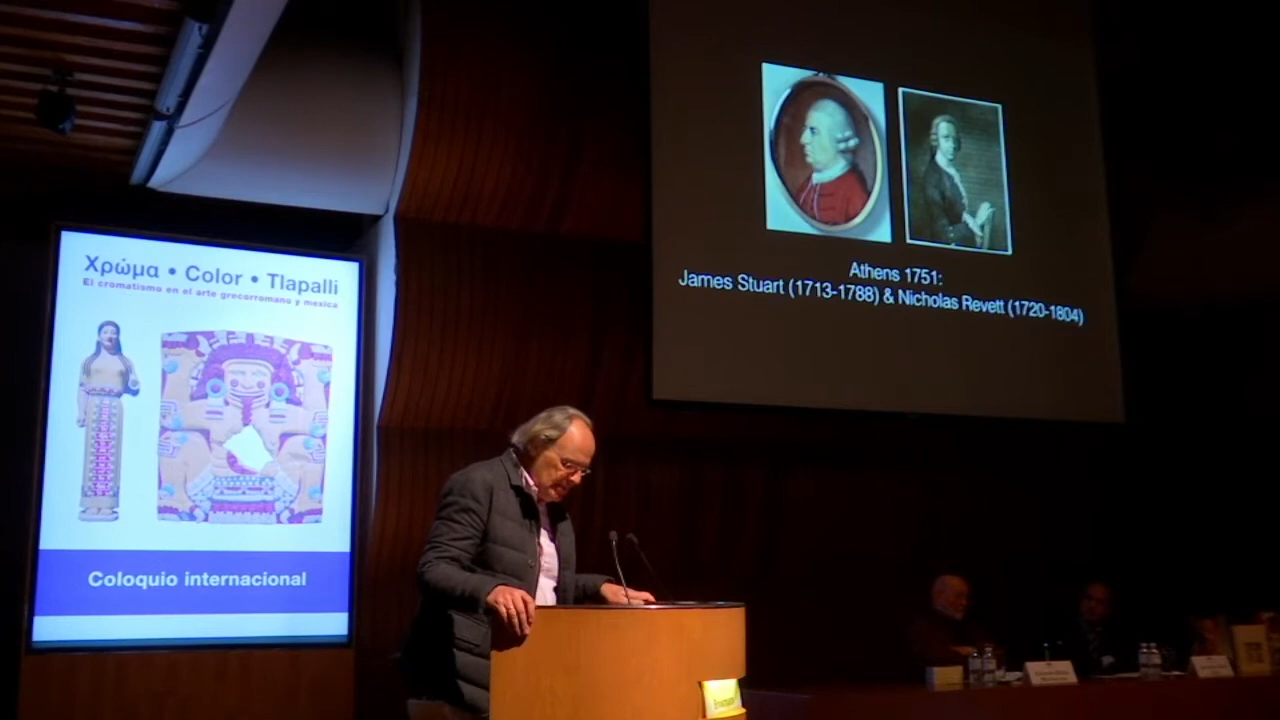 Χρώμα • Color • Tlapalli
El cromatismo en el arte grecorromano y mexica
Coloquio internacional
Athens 1751:
James Stuart (1713-1788) & Nicholas Revett (1720-1804)